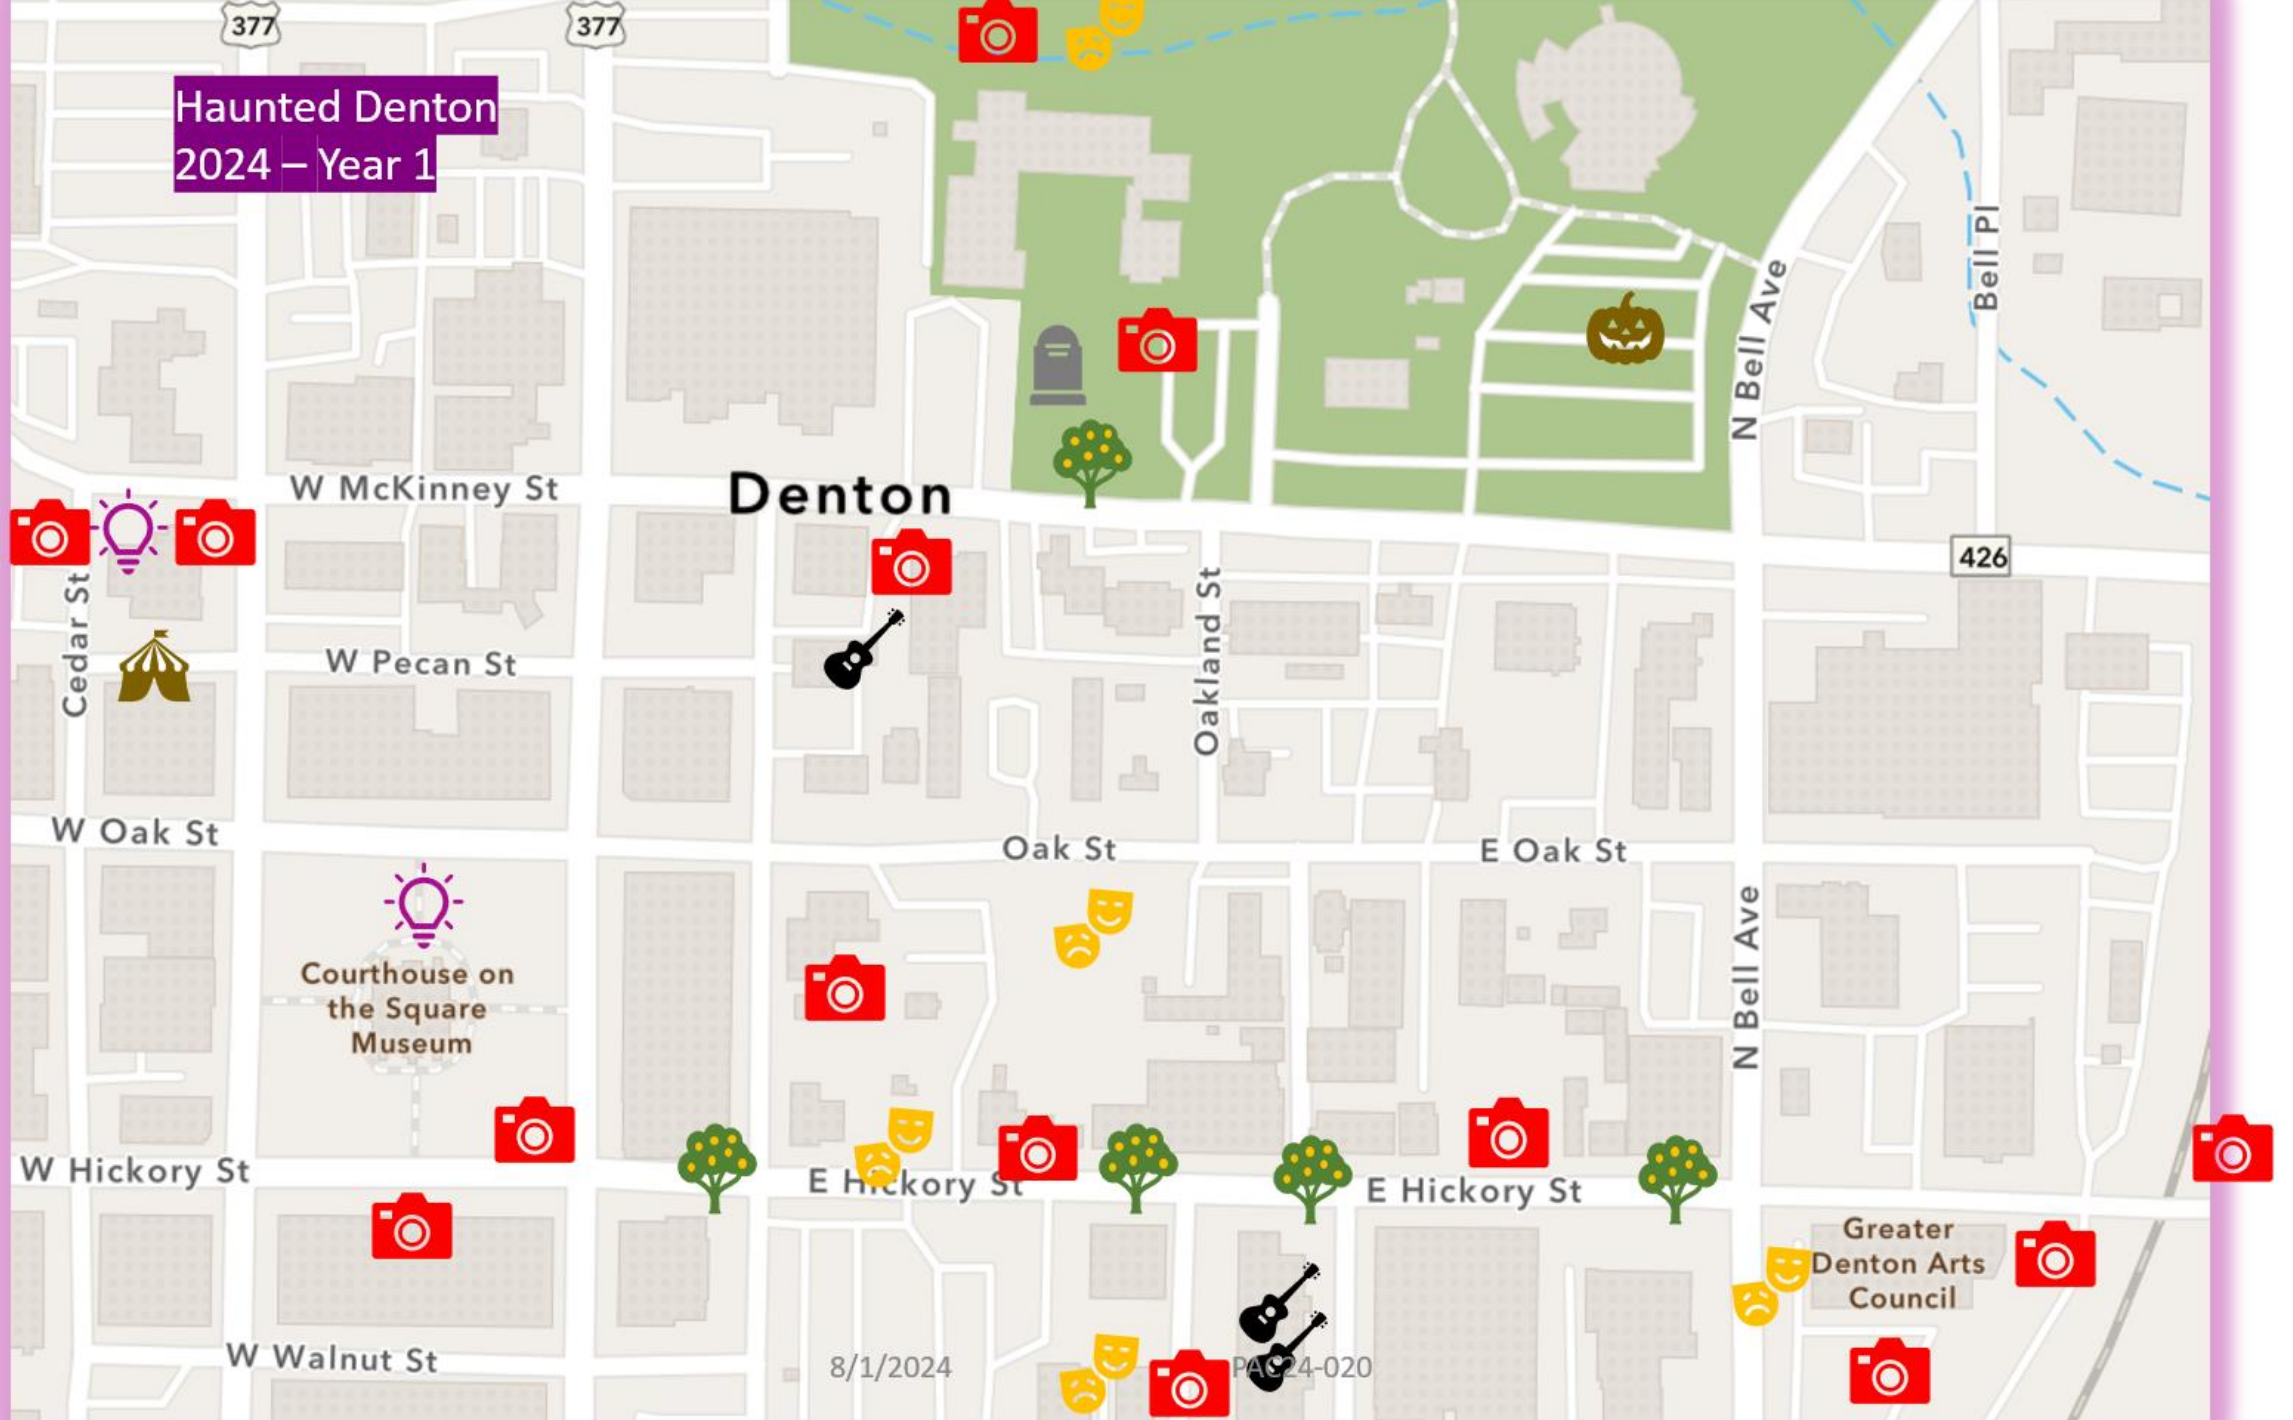 377
377
Haunted Denton
2024 – Year 1
Bell Pl
N Bell Ave
W McKinney St
Denton
426
Cedar St
W Pecan St
Oakland St
W Oak St
Oak St
E Oak St
N Bell Ave
Courthouse on
the Square
Museum
W Hickory St
E Hickory St
E Hickory St
Greater
Denton Arts
Council
W Walnut St
8/1/2024
PAC24-020